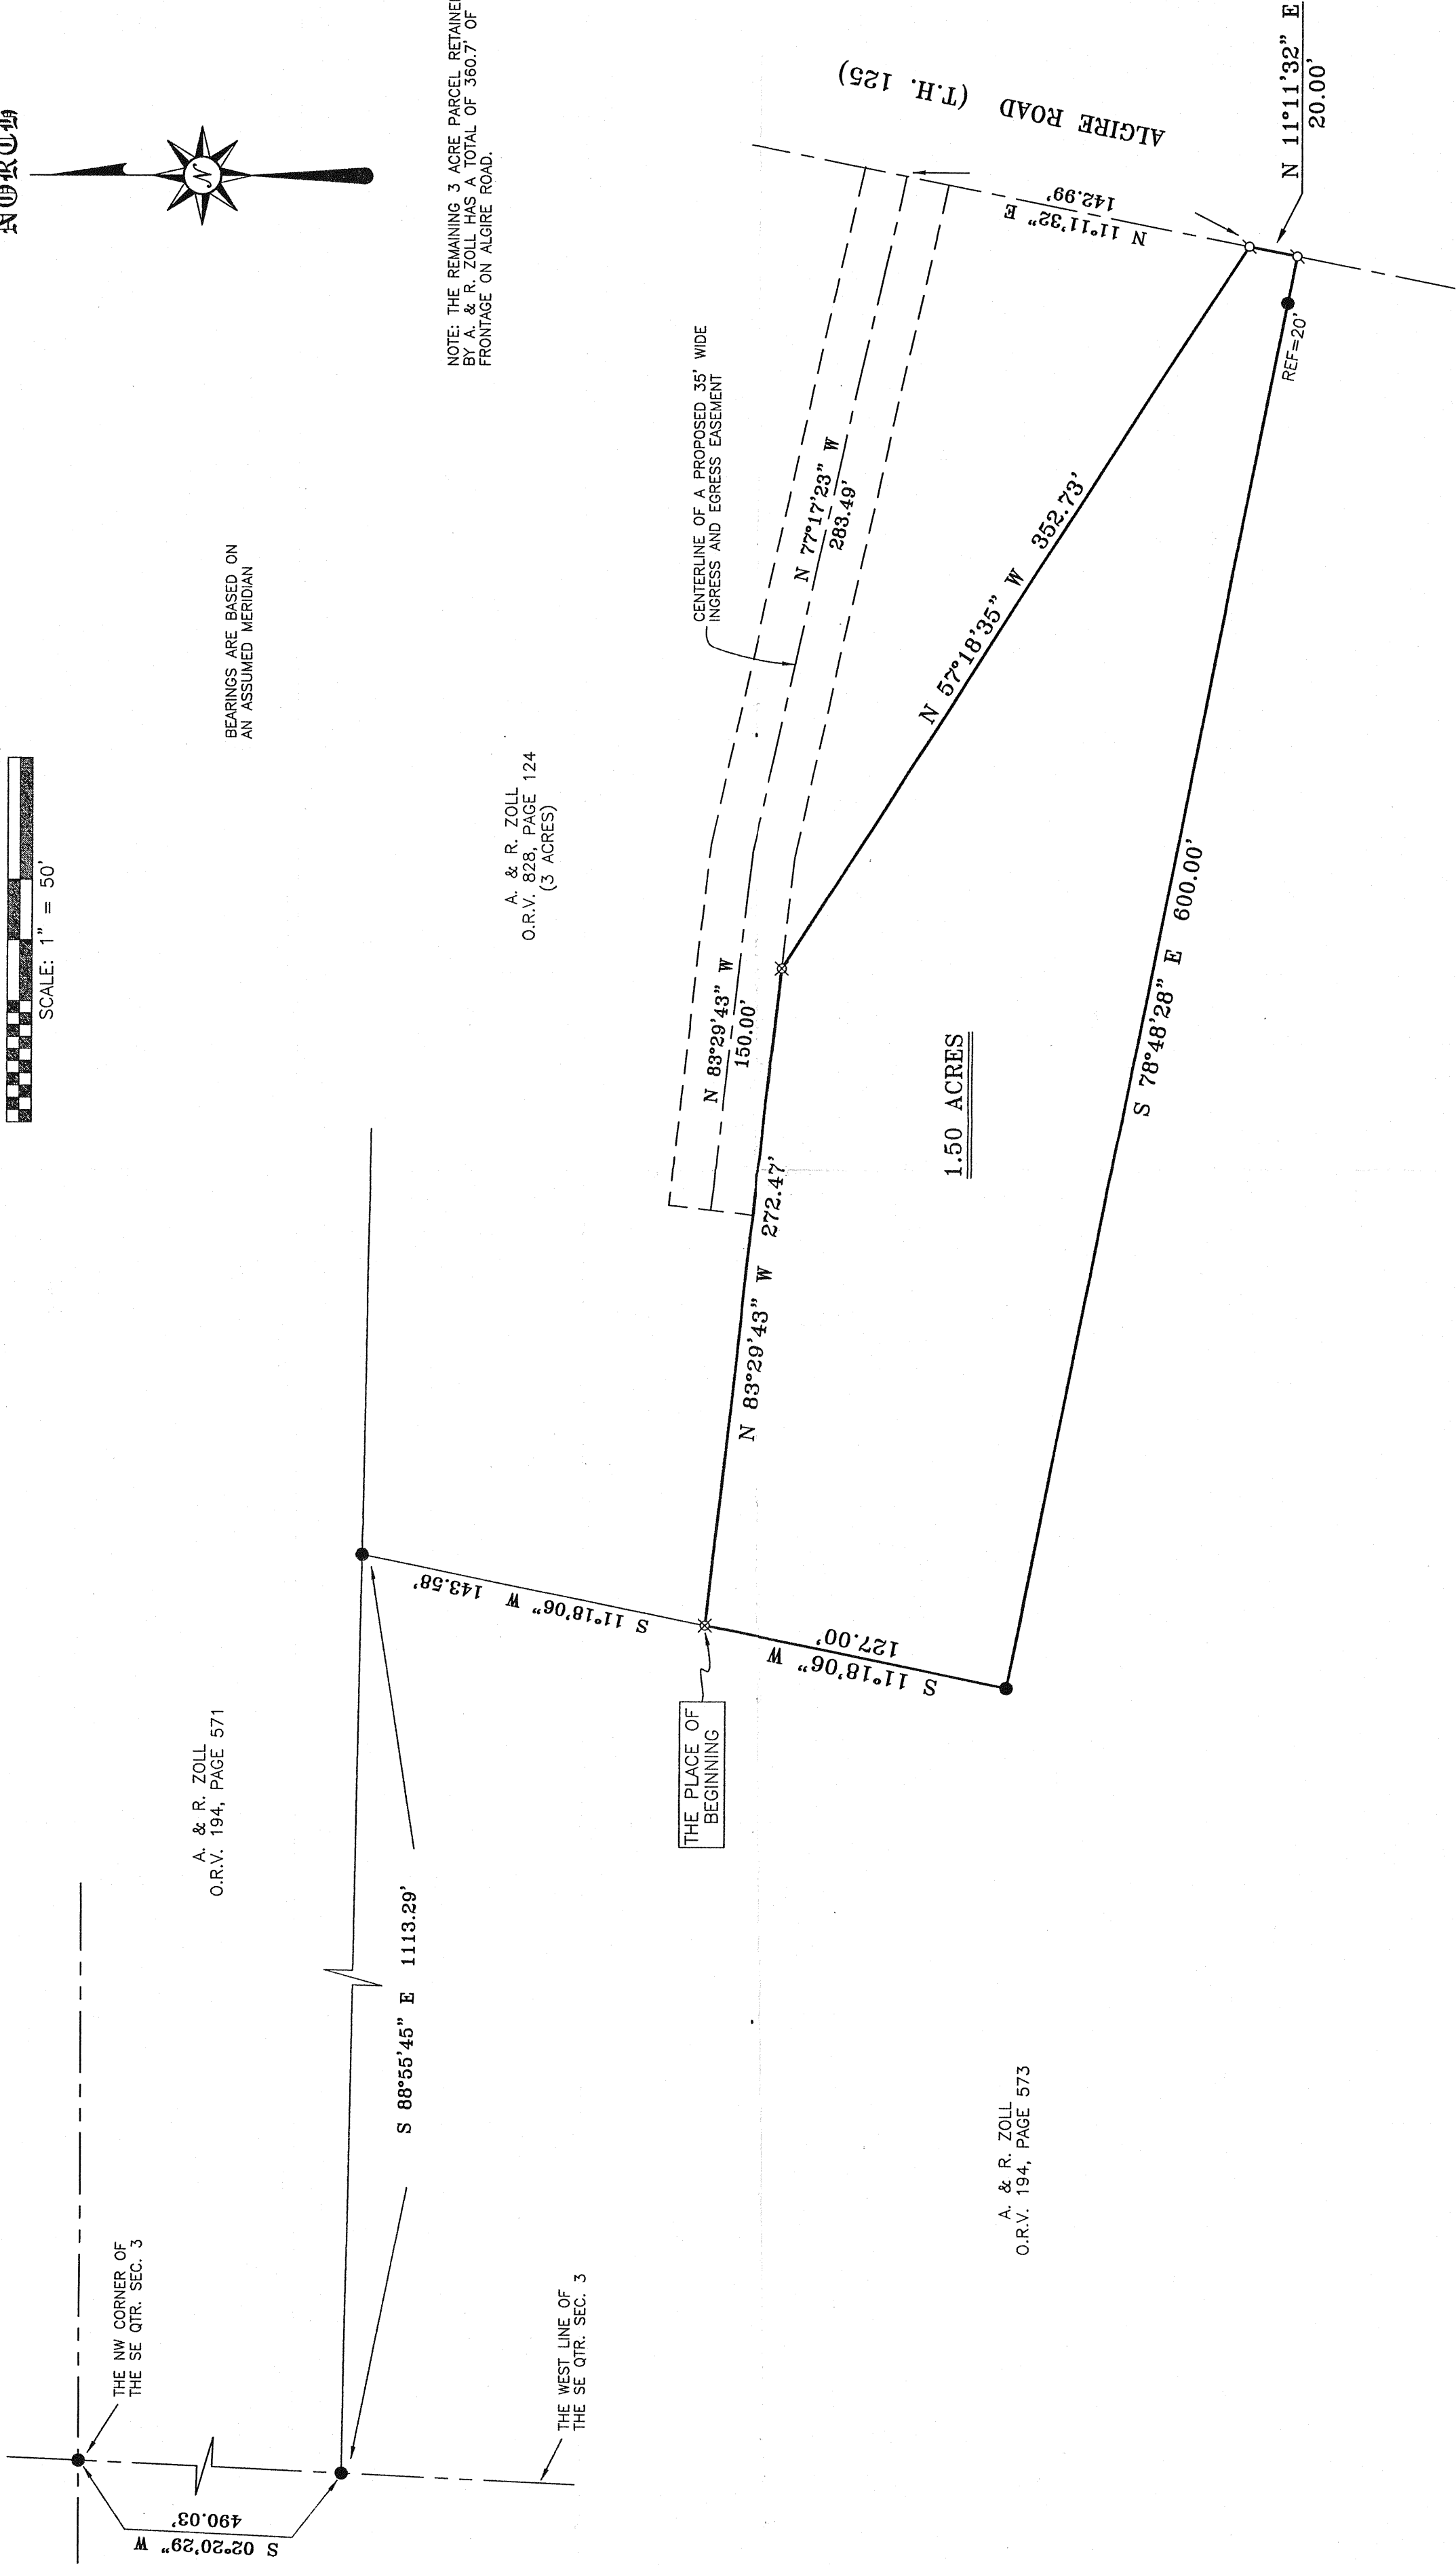 NORTH
N
SCALE: 1" = 50'
BEARINGS ARE BASED ON
AN ASSUMED MERIDIAN
NOTE: THE REMAINING 3 ACRE PARCEL RETAINED
BY A. & R. ZOLL HAS A TOTAL OF 360.7' OF
FRONTAGE ON ALGIRE ROAD.
THE NW CORNER OF
THE SE QTR. SEC. 3
S 02°20'29" W
490.03'
THE WEST LINE OF
THE SE QTR. SEC. 3
A. & R. ZOLL
O.R.V. 194, PAGE 571
S 88°55'45" E 1113.29'
A. & R. ZOLL
O.R.V. 828, PAGE 124
(3 ACRES)
S 11°18'06" W 143.58'
THE PLACE OF
BEGINNING
CENTERLINE OF A PROPOSED 35' WIDE
INGRESS AND EGRESS EASEMENT
N 83°29'43" W
150.00'
N 77°17'23" W
283.49'
ALGIRE ROAD (T.H. 125)
N 11°11'32" E
142.99'
N 83°29'43" W 272.47'
N 57°18'35" W 352.73'
S 11°18'06" W
127.00'
1.50 ACRES
S 78°48'28" E 600.00'
REF=20'
N 11°11'32" E
20.00'
A. & R. ZOLL
O.R.V. 194, PAGE 573